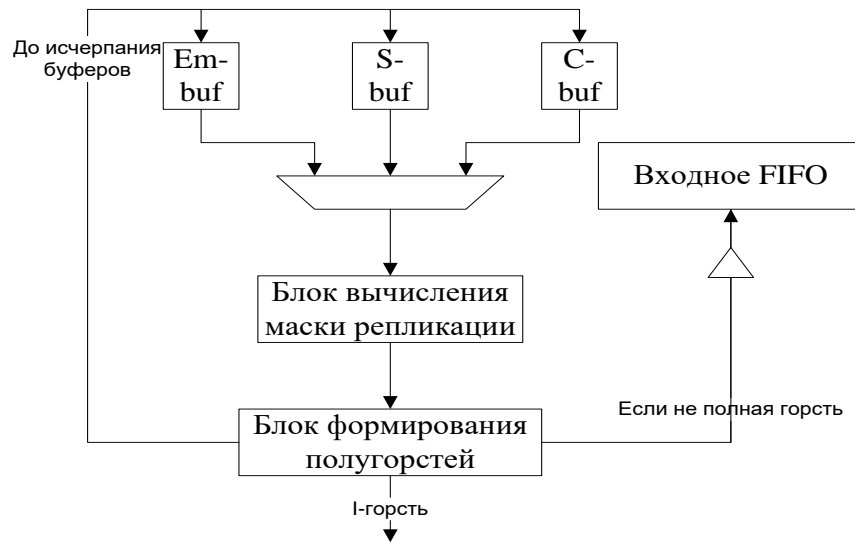 До исчерпания
буферов
Em-
buf
S-
buf
C-
buf
Входное FIFO
Блок вычисления
маски репликации
Блок формирования
полугорстей
Если не полная горсть
I-горсть